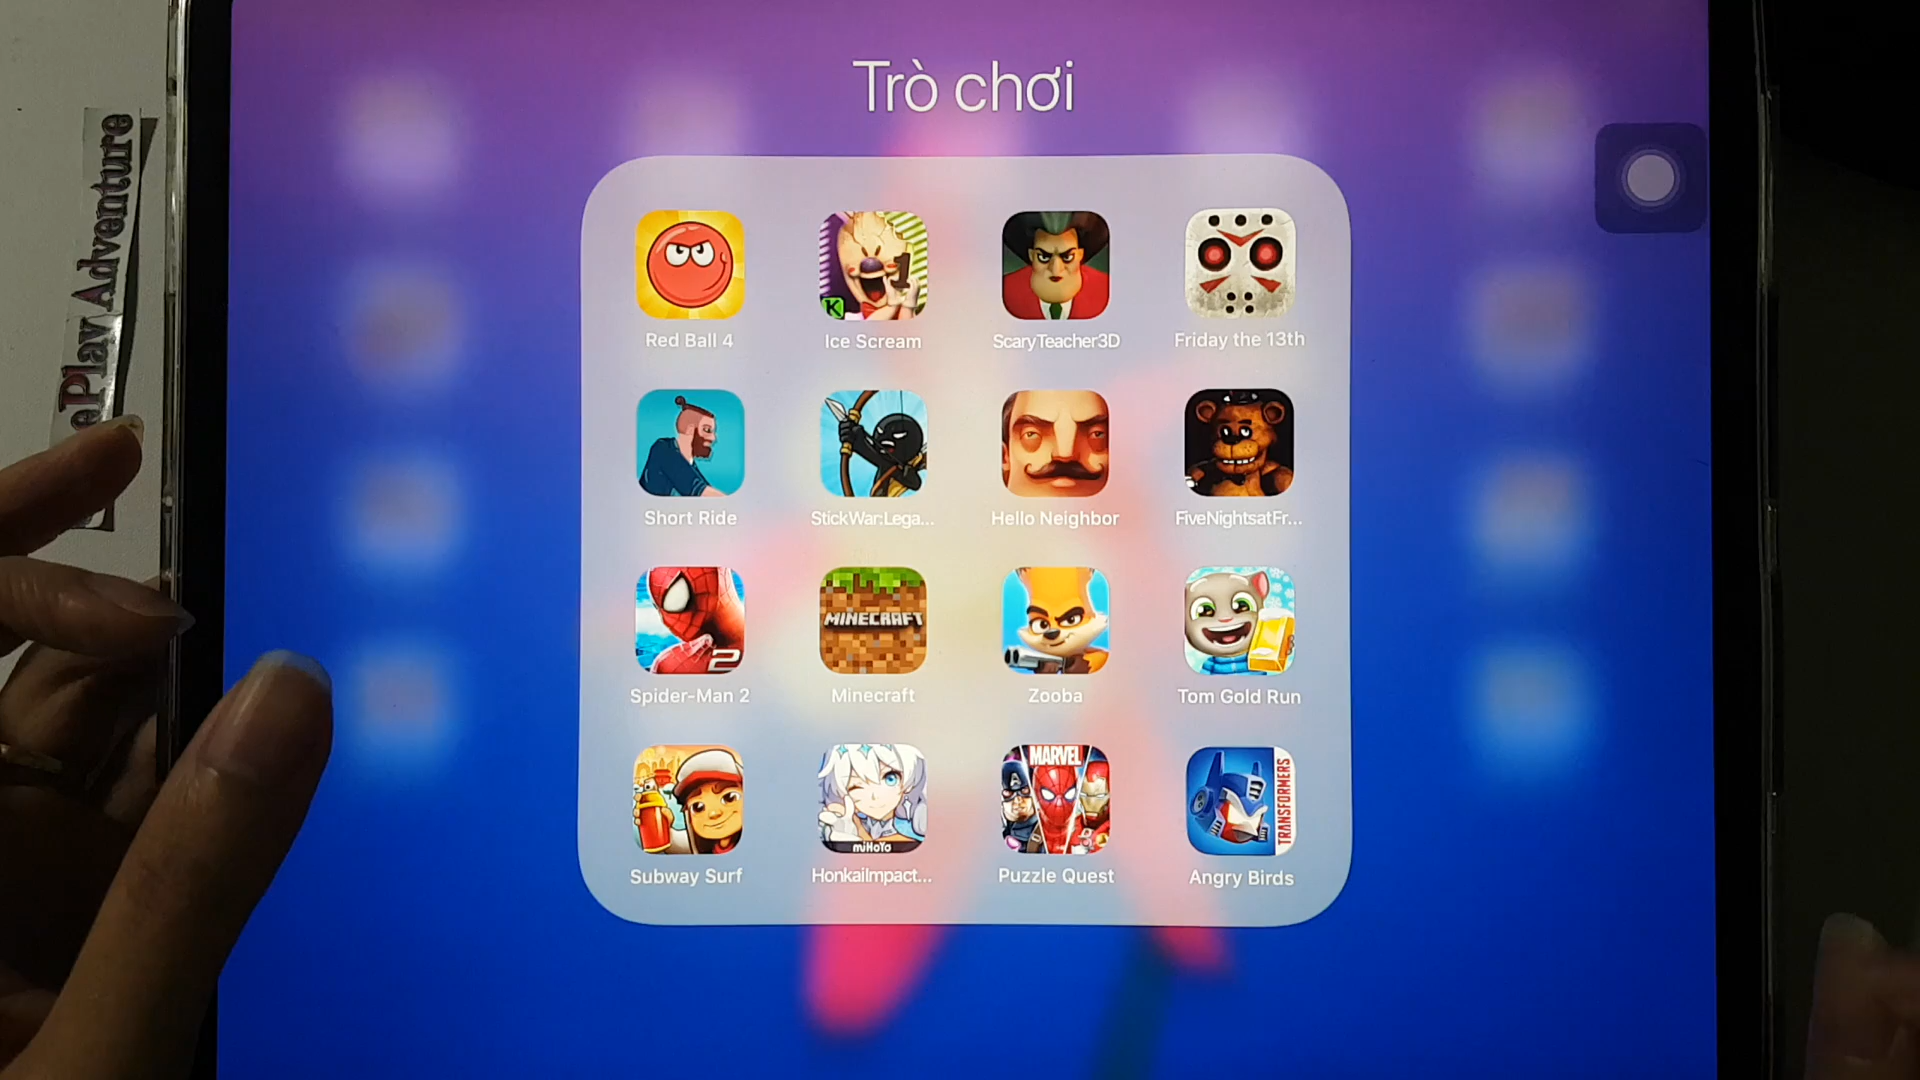 Trò chơi
ePlay Adventure
1
K
Red Ball 4
Ice Scream
ScaryTeacher3D
Friday the 13th
Short Ride
StickWar:Lega...
Hello Neighbor
FiveNightsatFr...
2
MINECRAFT
Spider-Man 2
Minecraft
Zooba
Tom Gold Run
miHoYo
MARVEL
TRANSFORMERS
Subway Surf
HonkaiImpact...
Puzzle Quest
Angry Birds